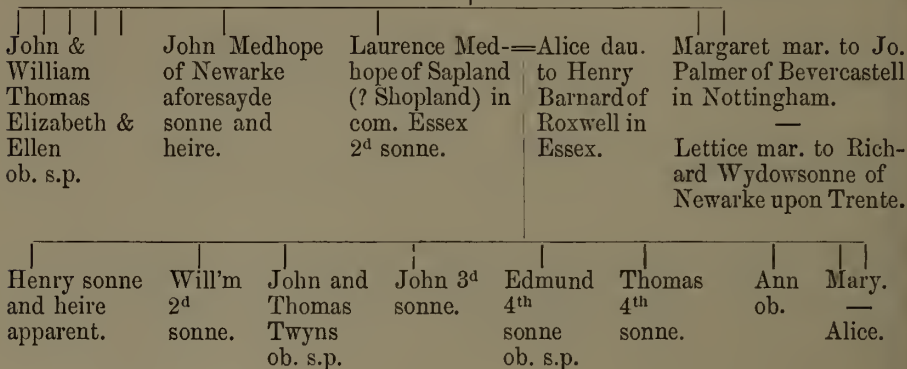 John &
William
Thomas
Elizabeth &
Ellen
ob. s.p.
John Medhope
of Newarke
aforesayde
sonne and
heire.
Laurence Med-
hope of Sapland
(? Shopland) in
com. Essex
2d sonne.
=Alice dau.
to Henry
Barnard of
Roxwell in
Essex.
Margaret mar. to Jo.
Palmer of Bevercastell
in Nottingham.
—
Lettice mar. to Rich-
ard Wydowsonne of
Newarke upon Trente.
Henry sonne
and heire
apparent.
Will'm
2d
sonne.
John and
Thomas
Twyns
ob. s.p.
John 3d
sonne.
Edmund
4th
sonne
ob. s.p.
Thomas
4th
sonne.
Ann
ob.
Mary.
—
Alice.